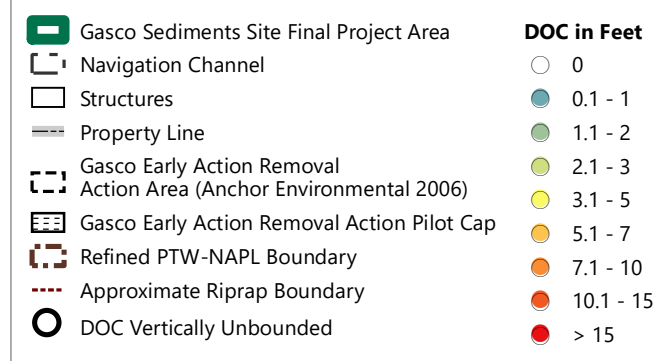 Gasco Sediments Site Final Project Area
Navigation Channel
Structures
Property Line
Gasco Early Action Removal
Action Area (Anchor Environmental 2006)
Gasco Early Action Removal Action Pilot Cap
Refined PTW-NAPL Boundary
Approximate Riprap Boundary
DOC Vertically Unbounded
DOC in Feet
0
0.1 - 1
1.1 - 2
2.1 - 3
3.1 - 5
5.1 - 7
7.1 - 10
10.1 - 15
> 15